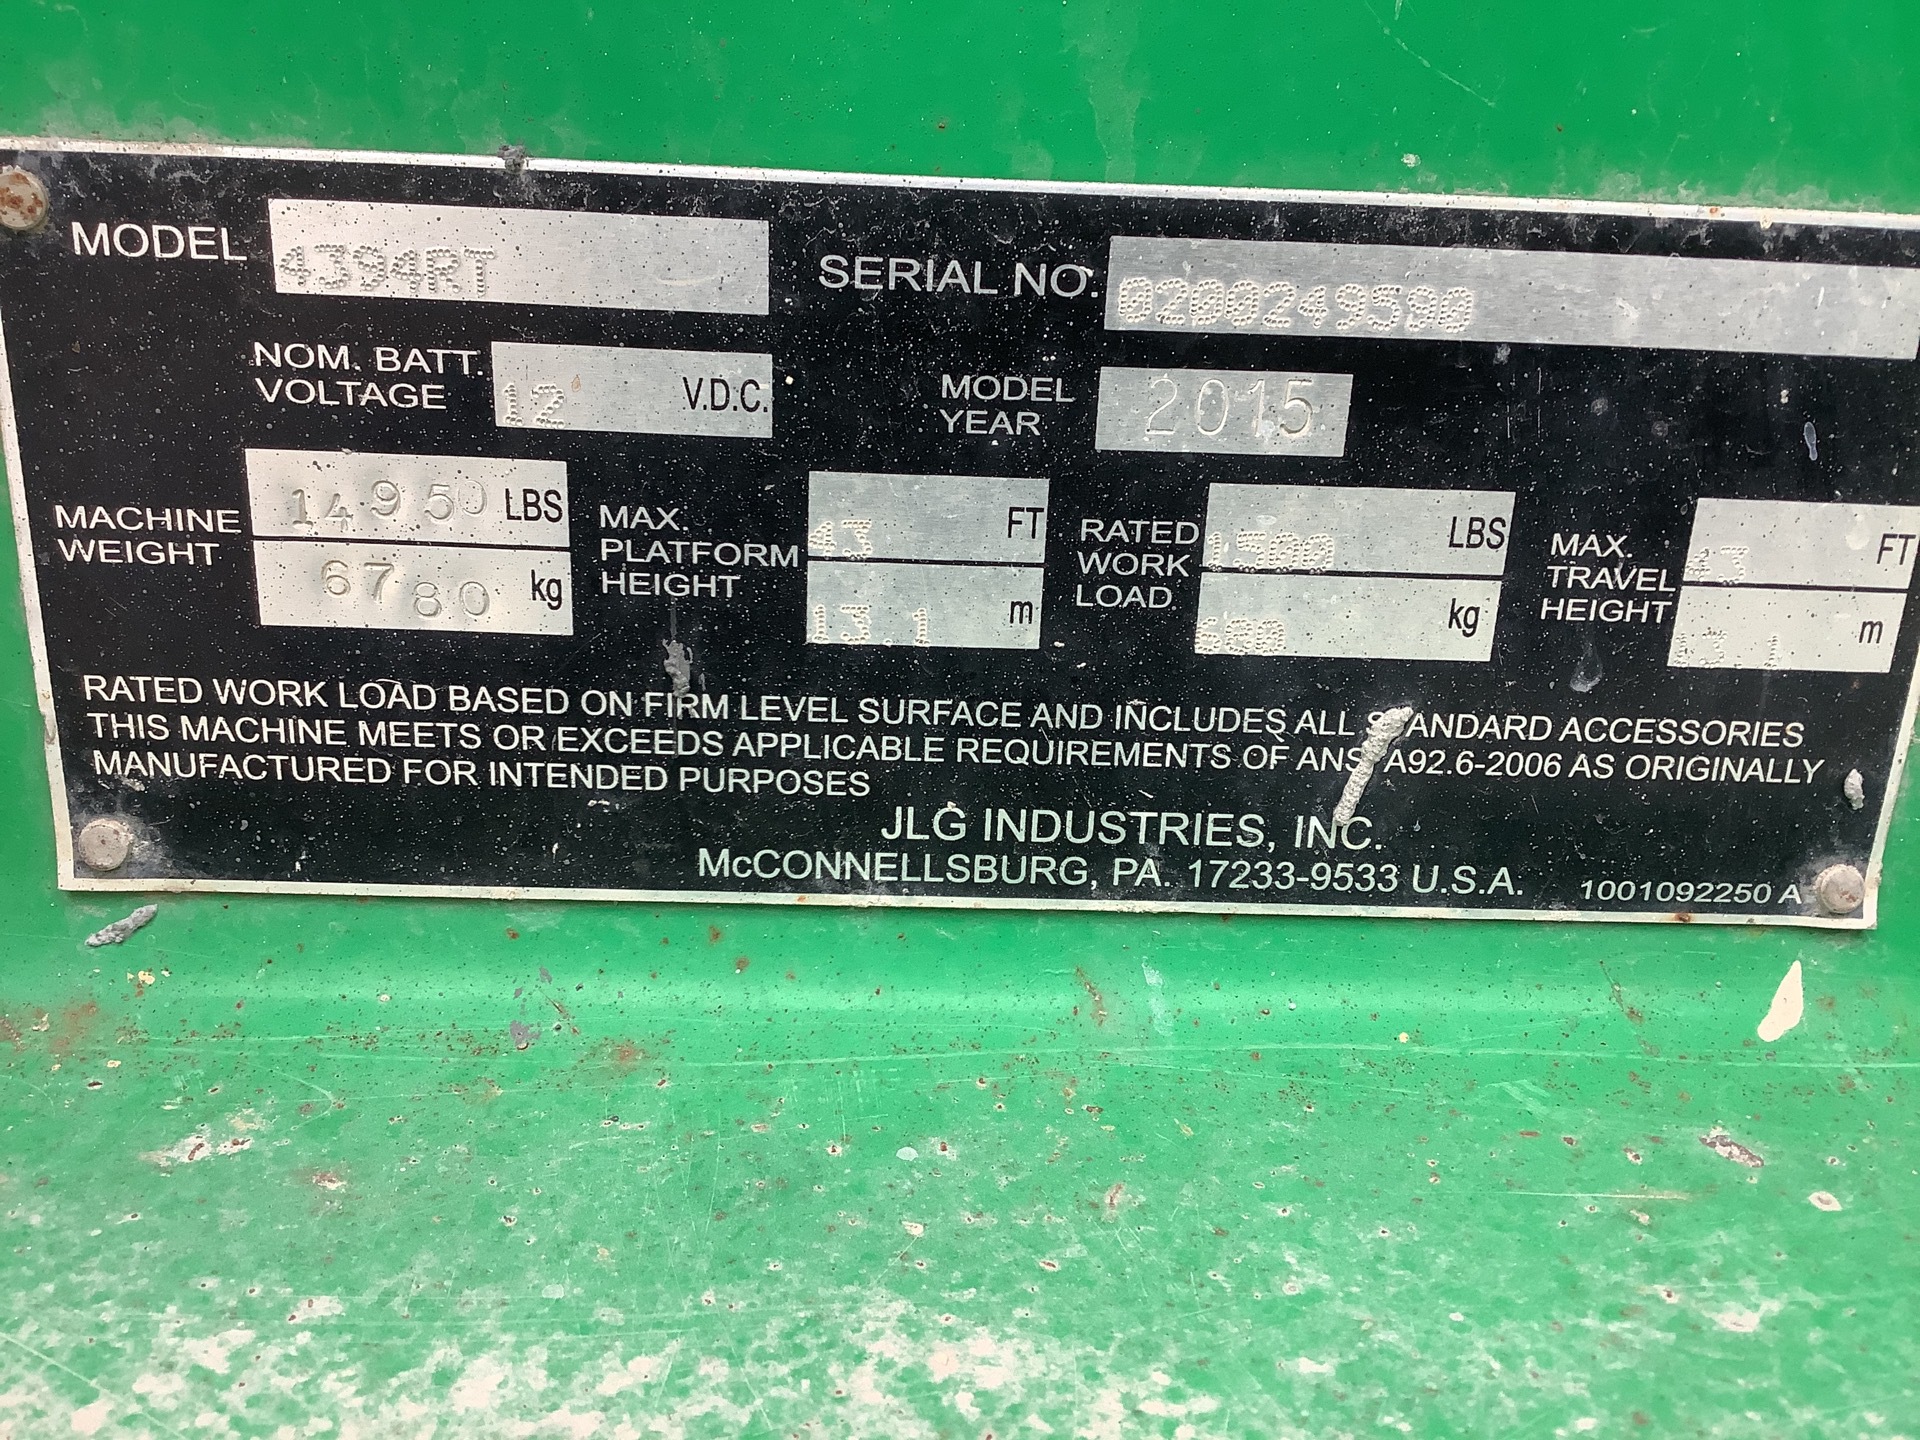 MODEL 4394RT SERIAL NO. 0200249590
NOM. BATT. VOLTAGE 12 V.D.C. MODEL YEAR 2015
MACHINE WEIGHT 14950 LBS 6780 kg MAX. PLATFORM HEIGHT 43 FT 13.1 m RATED WORK LOAD 1500 LBS 680 kg MAX. TRAVEL HEIGHT 43 FT 13.1 m
RATED WORK LOAD BASED ON FIRM LEVEL SURFACE AND INCLUDES ALL STANDARD ACCESSORIES
THIS MACHINE MEETS OR EXCEEDS APPLICABLE REQUIREMENTS OF ANSI A92.6-2006 AS ORIGINALLY
MANUFACTURED FOR INTENDED PURPOSES
JLG INDUSTRIES, INC.
McCONNELLSBURG, PA. 17233-9533 U.S.A. 1001092250 A